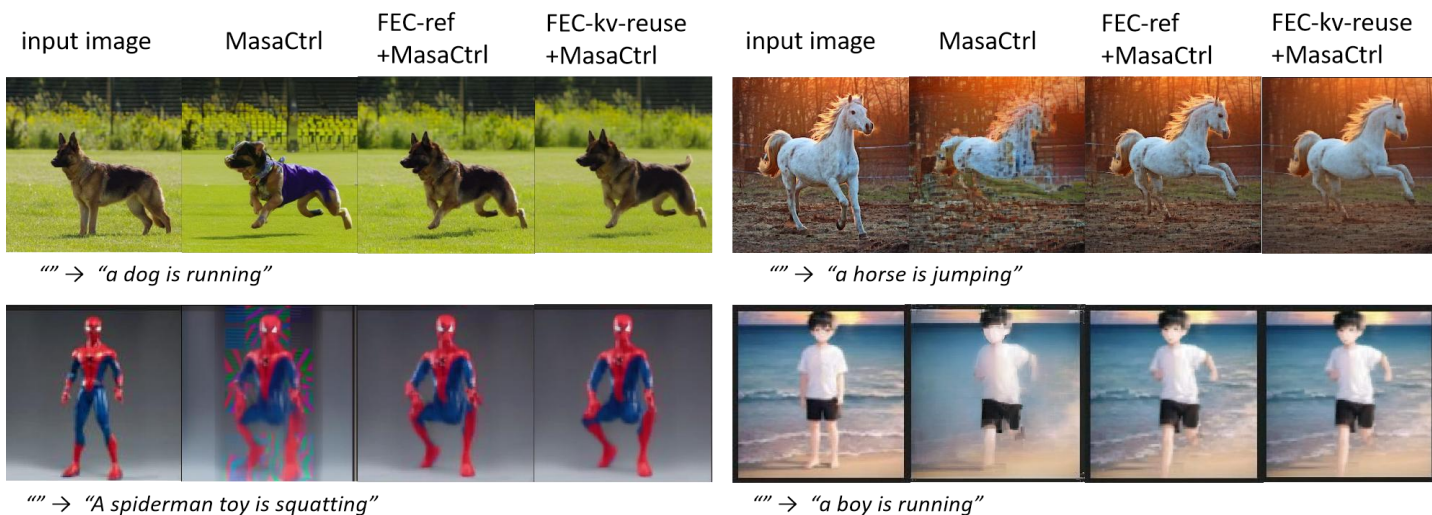 input image
MasaCtrl
FEC-ref
+MasaCtrl
FEC-kv-reuse
+MasaCtrl
input image
MasaCtrl
FEC-ref
+MasaCtrl
FEC-kv-reuse
+MasaCtrl
“” → “a dog is running”
“” → “a horse is jumping”
“” → “A spiderman toy is squatting”
“” → “a boy is running”